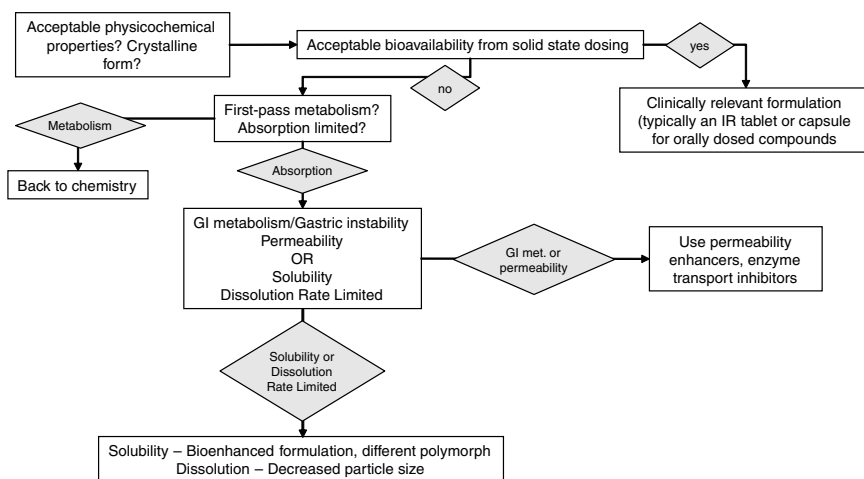 Acceptable physicochemical
properties? Crystalline
form?
Acceptable bioavailability from solid state dosing
yes
no
Clinically relevant formulation
(typically an IR tablet or capsule
for orally dosed compounds
First-pass metabolism?
Absorption limited?
Metabolism
Back to chemistry
Absorption
GI metabolism/Gastric instability
Permeability
OR
Solubility
Dissolution Rate Limited
GI met. or
permeability
Use permeability
enhancers, enzyme
transport inhibitors
Solubility or
Dissolution
Rate Limited
Solubility – Bioenhanced formulation, different polymorph
Dissolution – Decreased particle size